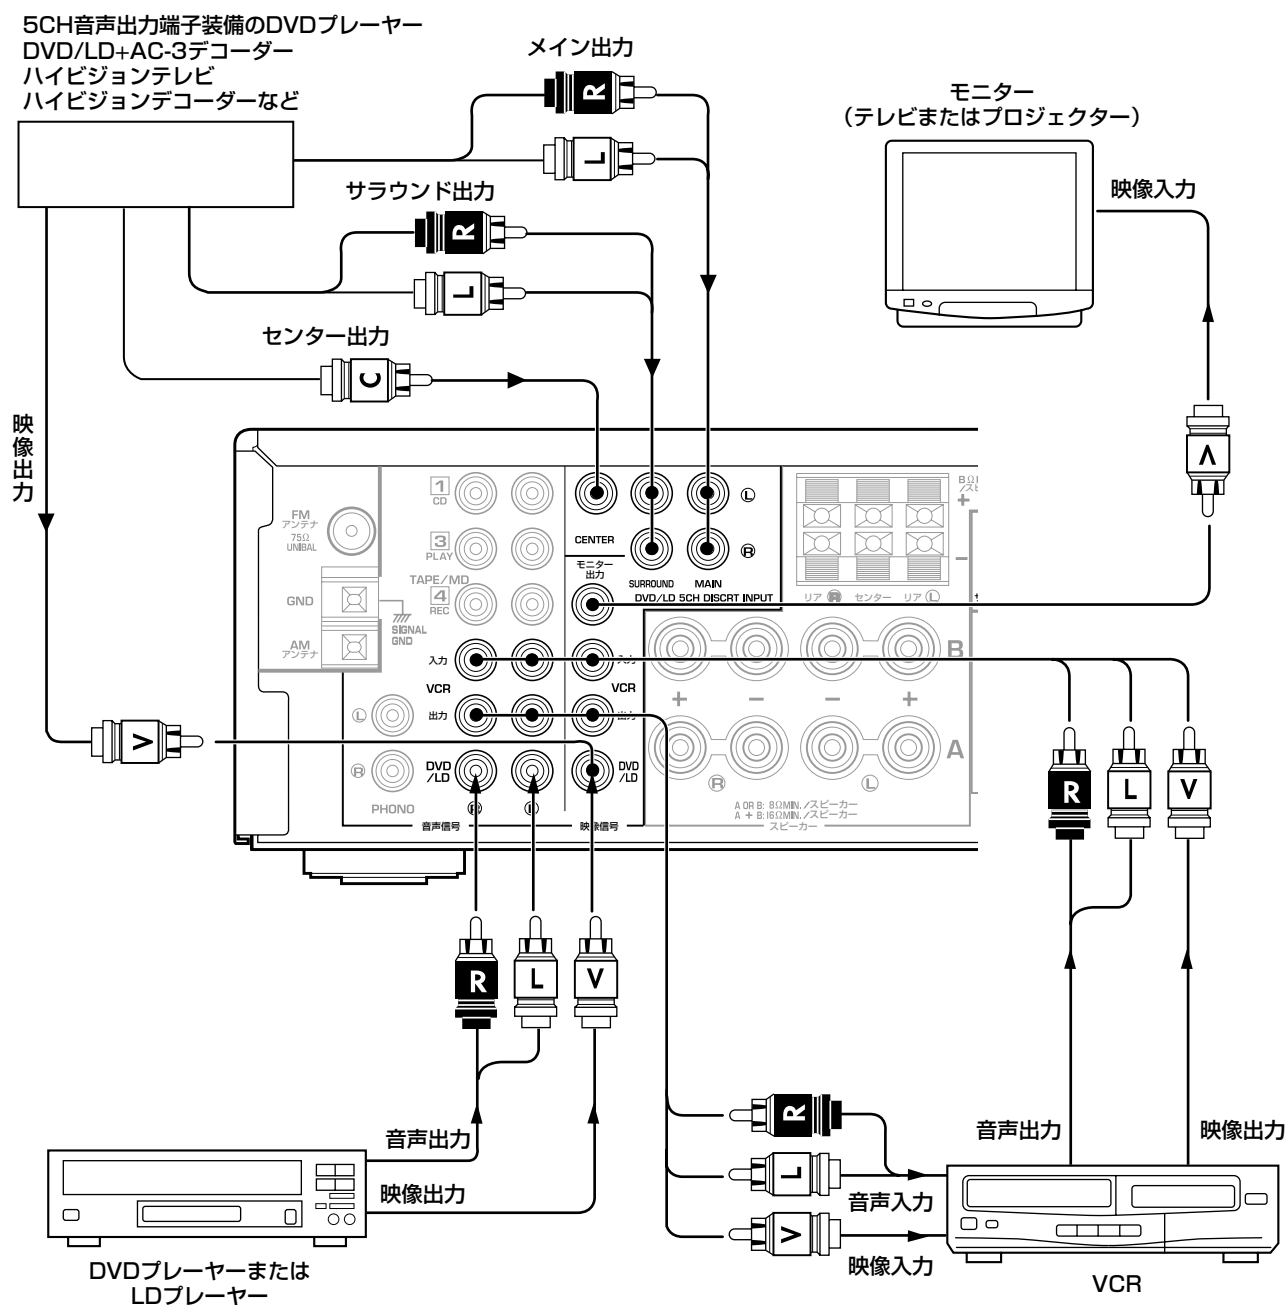 5CH音声出力端子装備のDVDプレーヤー
DVD/LD+AC-3デコーダー
ハイビジョンテレビ
ハイビジョンデコーダーなど
メイン出力
R
L
サラウンド出力
R
L
センター出力
C
映像出力
V
モニター
（テレビまたはプロジェクター）
映像入力
V
FM
アンテナ
75Ω
UNIBAL
GND
AM
アンテナ
SIGNAL
GND
1
CD
3
PLAY
TAPE/MD
4
REC
入力
VCR
出力
DVD
/LD
R
L
音声信号
L
R
PHONO
CENTER
モニター
出力
SURROUND
MAIN
L
R
DVD/LD 5CH DISCRT INPUT
入力
VCR
出力
DVD
/LD
映像信号
+
−
リア R
センター
リア L
B
+
−
−
+
A
R
L
A OR B: 8ΩMIN. /スピーカー
A + B: 16ΩMIN. /スピーカー
スピーカー
R
L
V
R
L
V
音声出力
映像出力
DVDプレーヤーまたは
LDプレーヤー
R
L
音声入力
V
映像入力
音声出力
映像出力
VCR